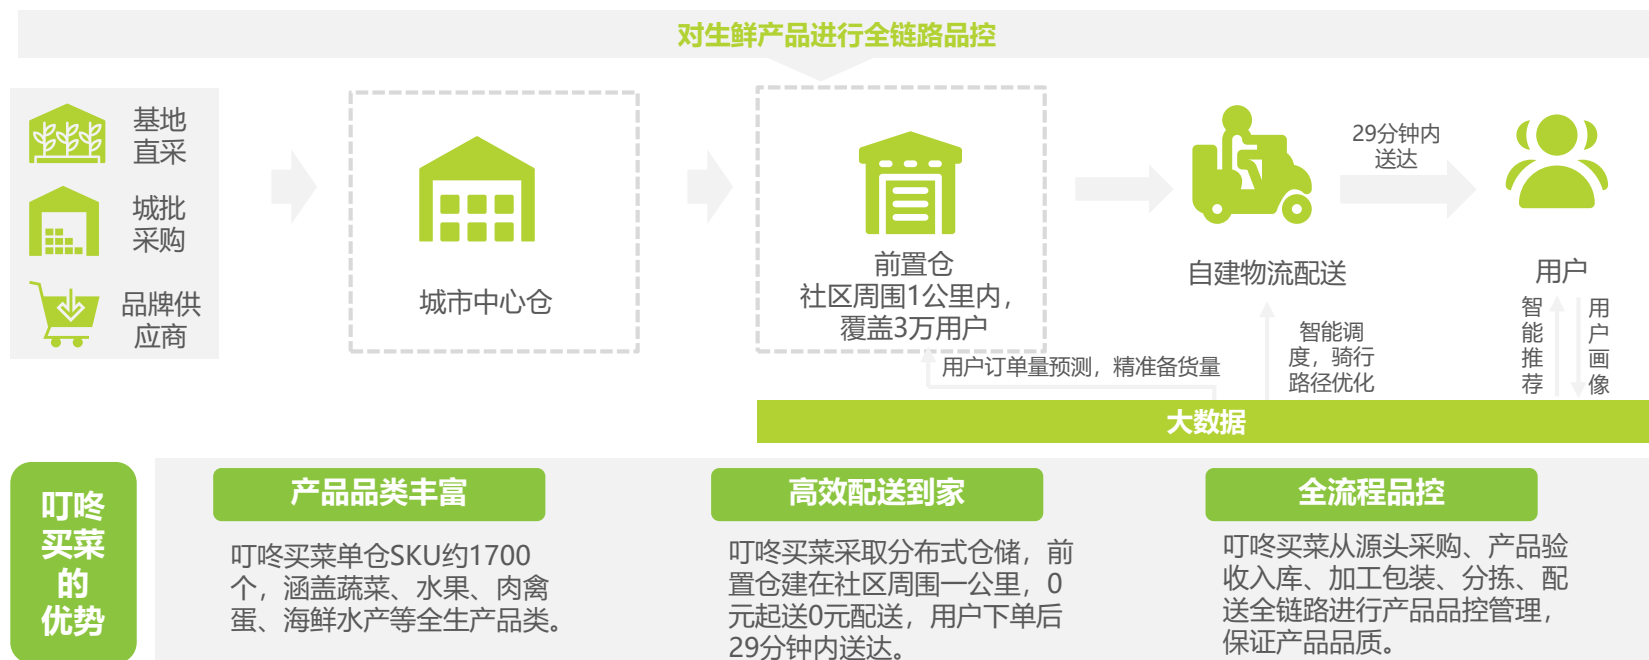 对生鲜产品进行全链路品控
基地
直采
城批
采购
品牌供
应商
城市中心仓
前置仓
社区周围1公里内，
覆盖3万用户
自建物流配送
29分钟内
送达
用户
用户订单量预测，精准备货量
智能调
度，骑行
路径优化
智
能
推
荐
用
户
画
像
大数据
叮咚
买菜
的
优势
产品品类丰富
叮咚买菜单仓SKU约1700
个，涵盖蔬菜、水果、肉禽
蛋、海鲜水产等全生产品类。
高效配送到家
叮咚买菜采取分布式仓储，前
置仓建在社区周围一公里，0
元起送0元配送，用户下单后
29分钟内送达。
全流程品控
叮咚买菜从源头采购、产品验
收入库、加工包装、分拣、配
送全链路进行产品品控管理，
保证产品品质。